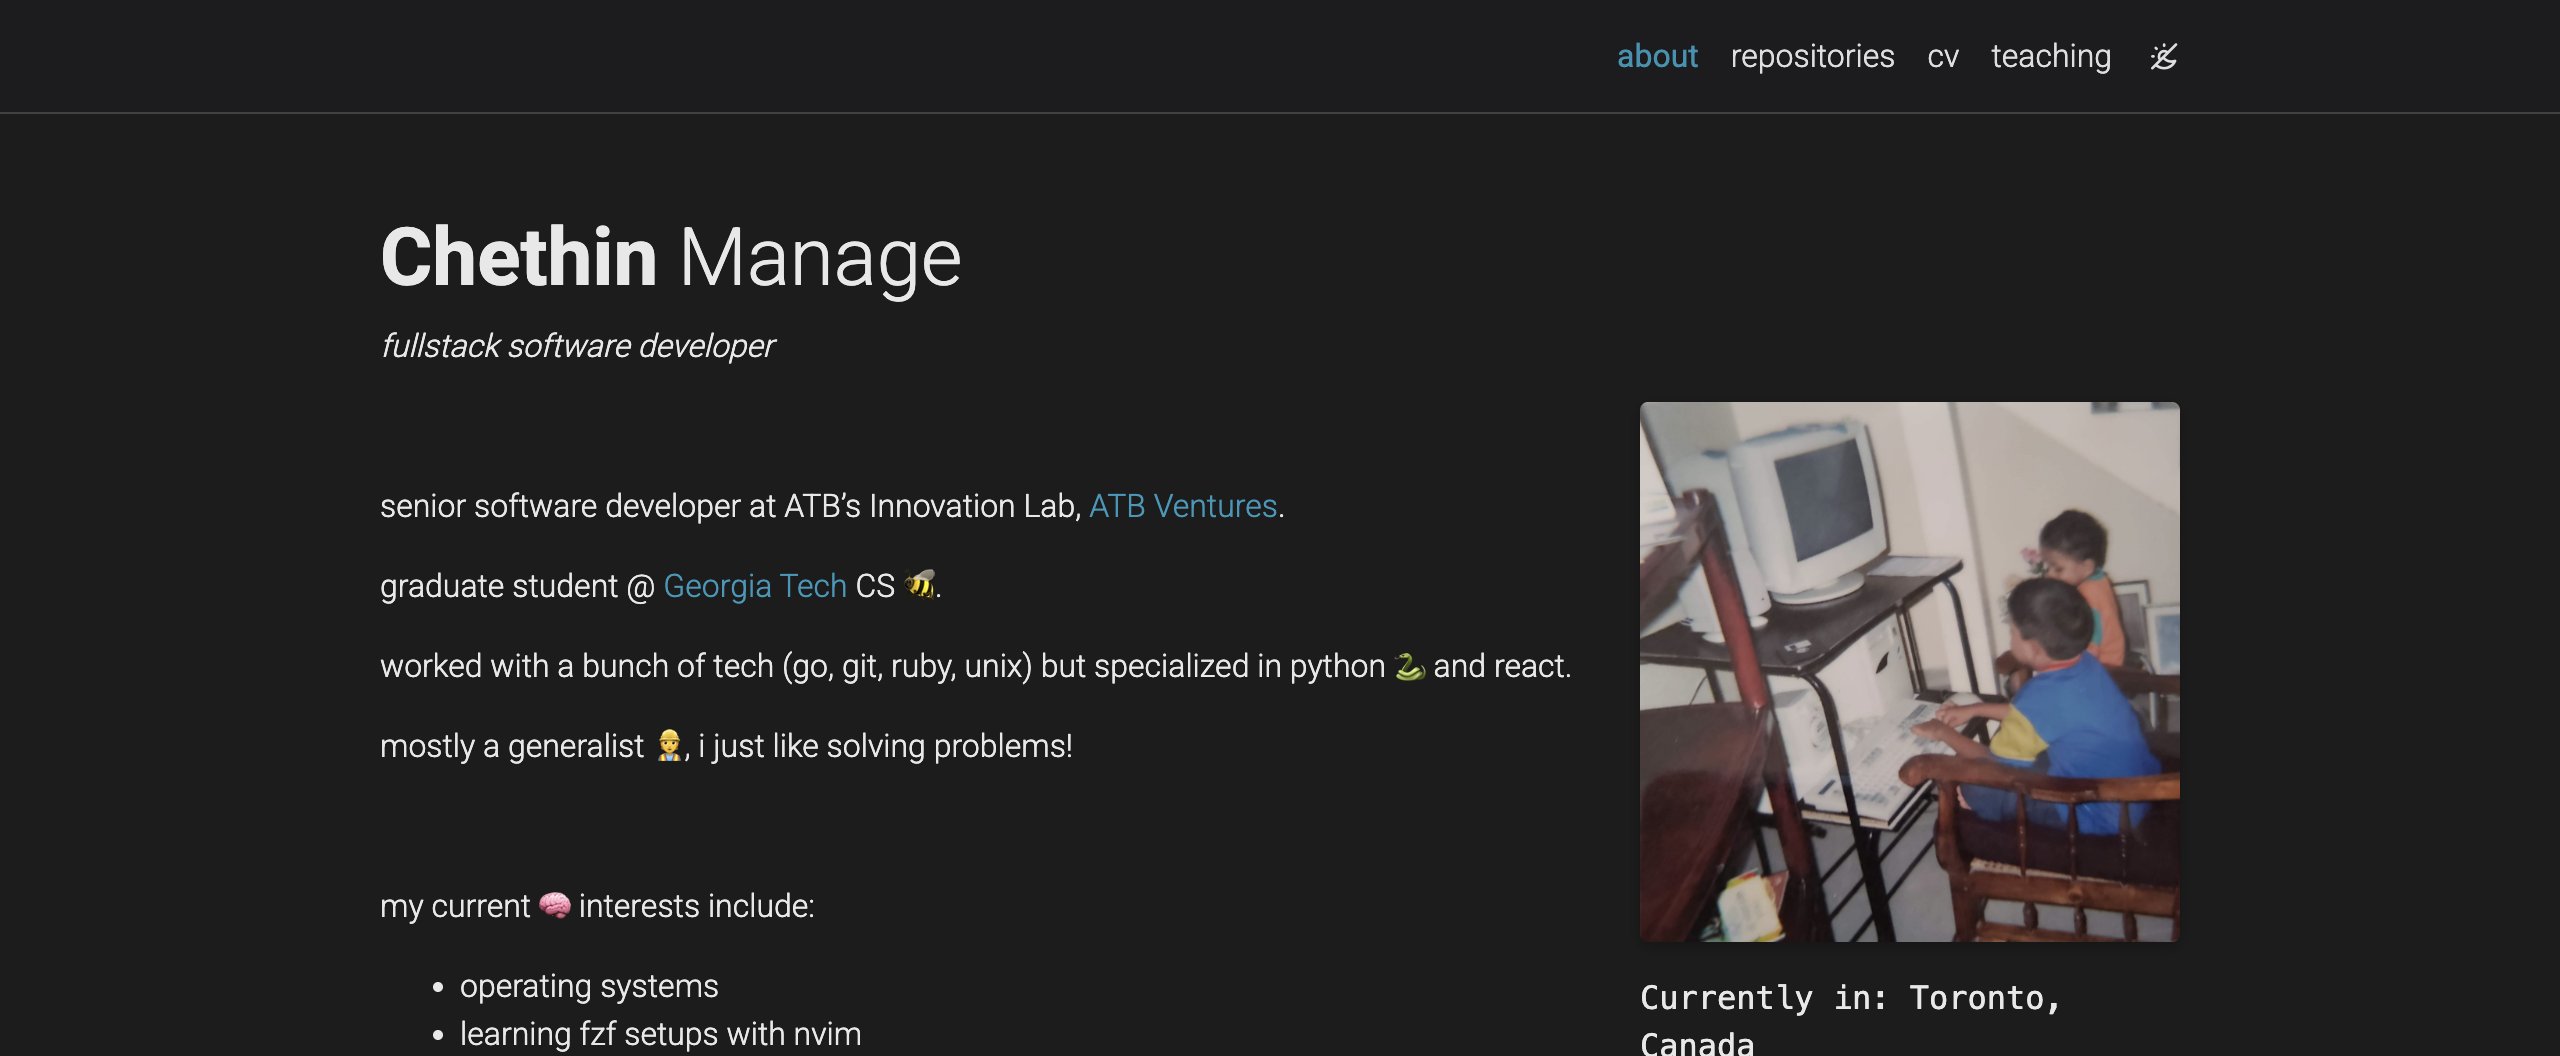 about repositories cv teaching
Chethin Manage
fullstack software developer
senior software developer at ATB’s Innovation Lab, ATB Ventures.
graduate student @ Georgia Tech CS 🐝.
worked with a bunch of tech (go, git, ruby, unix) but specialized in python 🐍 and react.
mostly a generalist 👷, i just like solving problems!
my current 🧠 interests include:
• operating systems
• learning fzf setups with nvim
Currently in: Toronto,
Canada